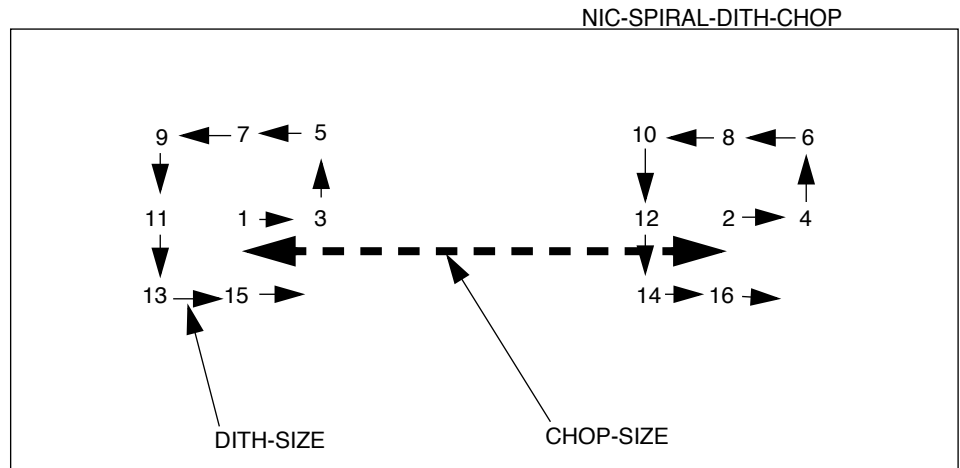 NIC-SPIRAL-DITH-CHOP
9 7 5 10 8 6
11 1 3 12 2 4
13 15 14 16
DITH-SIZE CHOP-SIZE